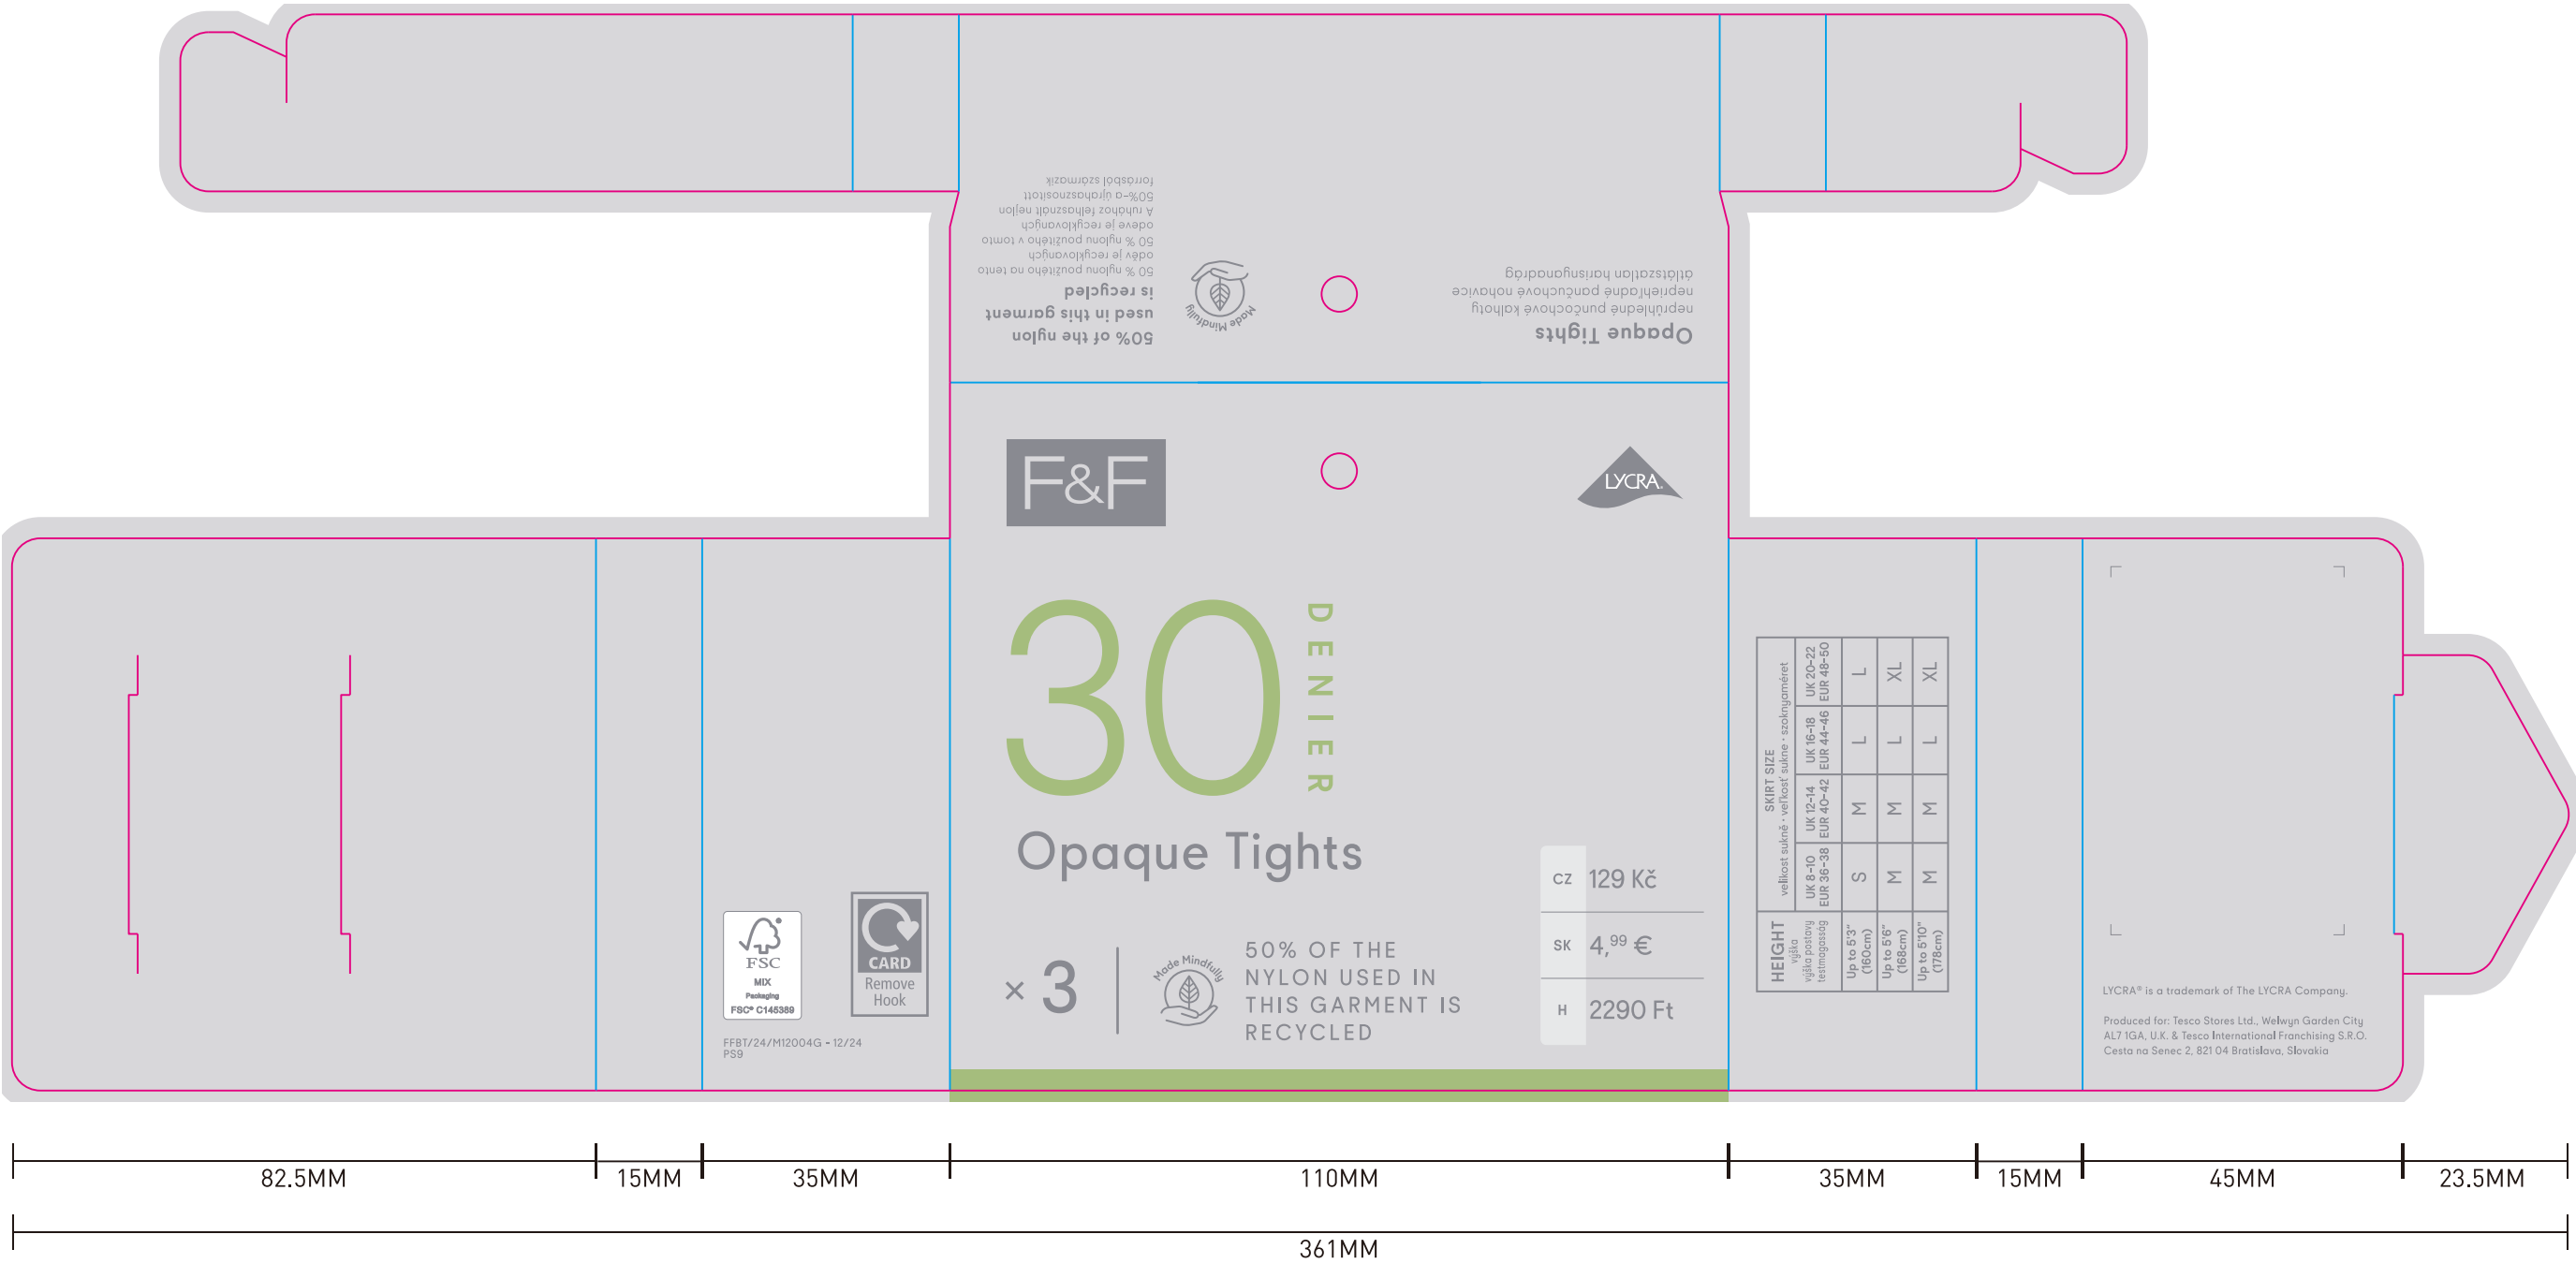 50% of the nylon
used in this garment
is recycled
50 % nylonu použitého na tento
oděv je recyklovaných
50 % nylonu použitého v tomto
odeve je recyklovaných
A ruhához felhasznált nejlon
50%-a újrahasznosított
forrásból származik
Made Mindfully
Opaque Tights
neprůhledné punčochové kalhoty
nepriehľadné pančuchové nohavice
átlátszatlan harisnyanadrág
F&F
LYCRA®
30
DENIER
Opaque Tights
× 3
Made Mindfully
50% OF THE
NYLON USED IN
THIS GARMENT IS
RECYCLED
CZ 129 Kč
SK 4,99 €
H 2290 Ft
FSC
MIX
Packaging
FSC® C145389
CARD
Remove
Hook
FFBT/24/M12004G - 12/24
PS9
SKIRT SIZE
velikost sukně • veľkosť sukne • szoknyaméret
HEIGHT
výška
výška postavy
testmagasság
UK 8-10
EUR 36-38
UK 12-14
EUR 40-42
UK 16-18
EUR 44-46
UK 20-22
EUR 48-50
Up to 5'3"
(160cm)
S M L L
Up to 5'6"
(168cm)
M M L XL
Up to 5'10"
(178cm)
M M L XL
LYCRA® is a trademark of The LYCRA Company.
Produced for: Tesco Stores Ltd., Welwyn Garden City
AL7 1GA, U.K. & Tesco International Franchising S.R.O.
Cesta na Senec 2, 821 04 Bratislava, Slovakia
82.5MM
15MM
35MM
110MM
35MM
15MM
45MM
23.5MM
361MM